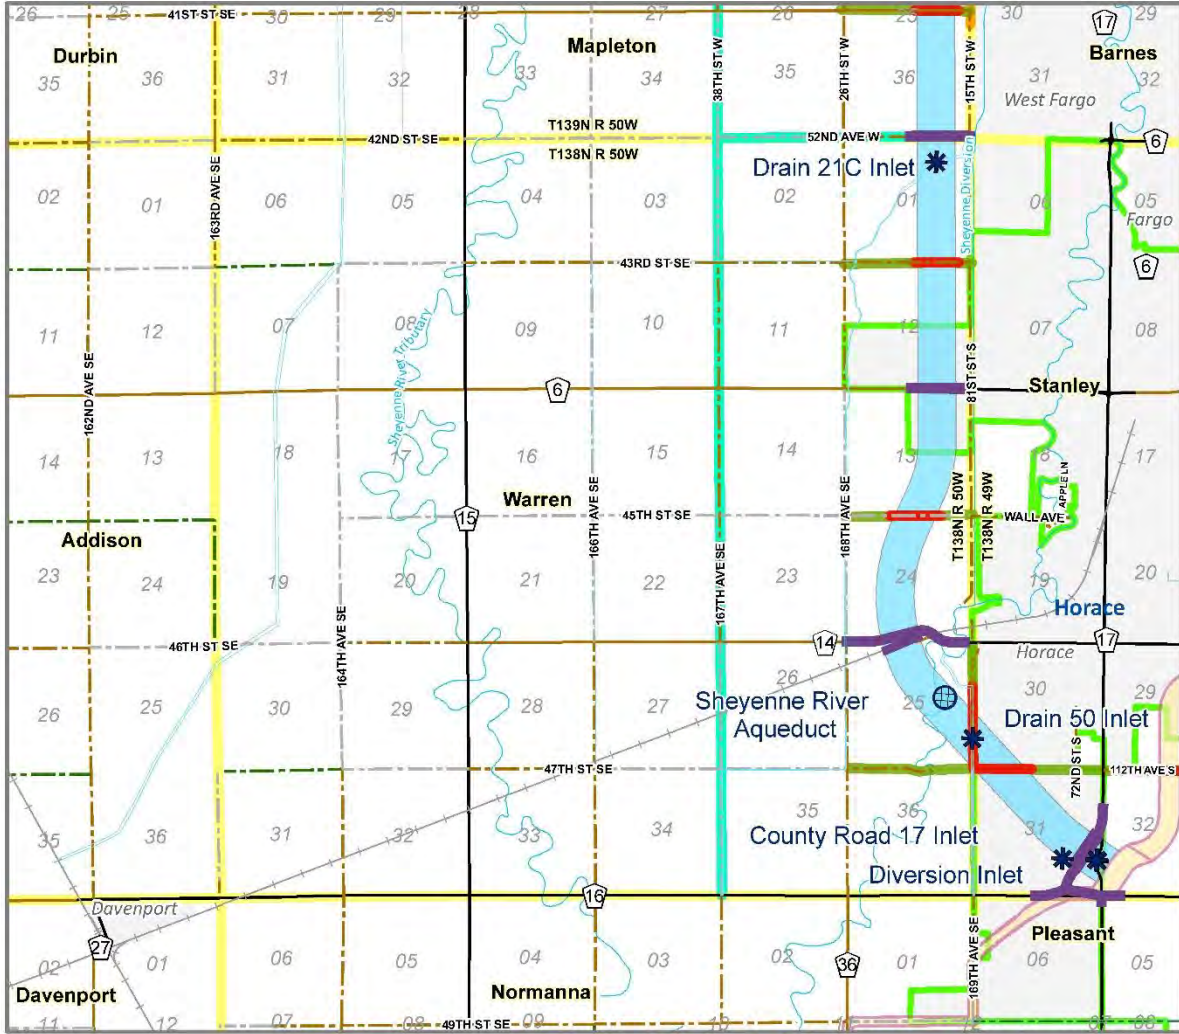 26 25 30 29 28 27 26 25 30 29
41ST ST SE
17
Durbin
Mapleton
Barnes
35 36 31 32 33 34 35 36 31 32
38TH ST W
26TH ST W
15TH ST W
West Fargo
T139N R 50W
42ND ST SE
52ND AVE W
T138N R 50W
6
Drain 21C Inlet
Sheyenne Diversion
163RD AVE SE
02 01 06 05 04 03 02 01 06 05
Fargo
43RD ST SE
6
11 12 07 08 09 10 11 12 07 08
Sheyenne River Tributary
162ND AVE SE
81ST ST S
6
Stanley
14 13 18 17 16 15 14 13 8 17
Warren
APPLE LN
166TH AVE SE
168TH AVE SE
T138N R 50W
T138N R 49W
15
45TH ST SE
WALL AVE
Addison
167TH AVE SE
23 24 19 20 21 22 23 24 19 20
Horace
164TH AVE SE
46TH ST SE
14
17
Horace
26 25 30 29 28 27 26 25 30 29
Sheyenne River
Aqueduct
Drain 50 Inlet
72ND ST S
47TH ST SE
112TH AVE S
35 36 31 32 33 34 35 36 31 32
County Road 17 Inlet
Diversion Inlet
16
Davenport
Pleasant
27
36
169TH AVE SE
02 01 06 05 04 03 02 01 06 05
Davenport
Normanna
49TH ST SE
11 12 07 08 09 10